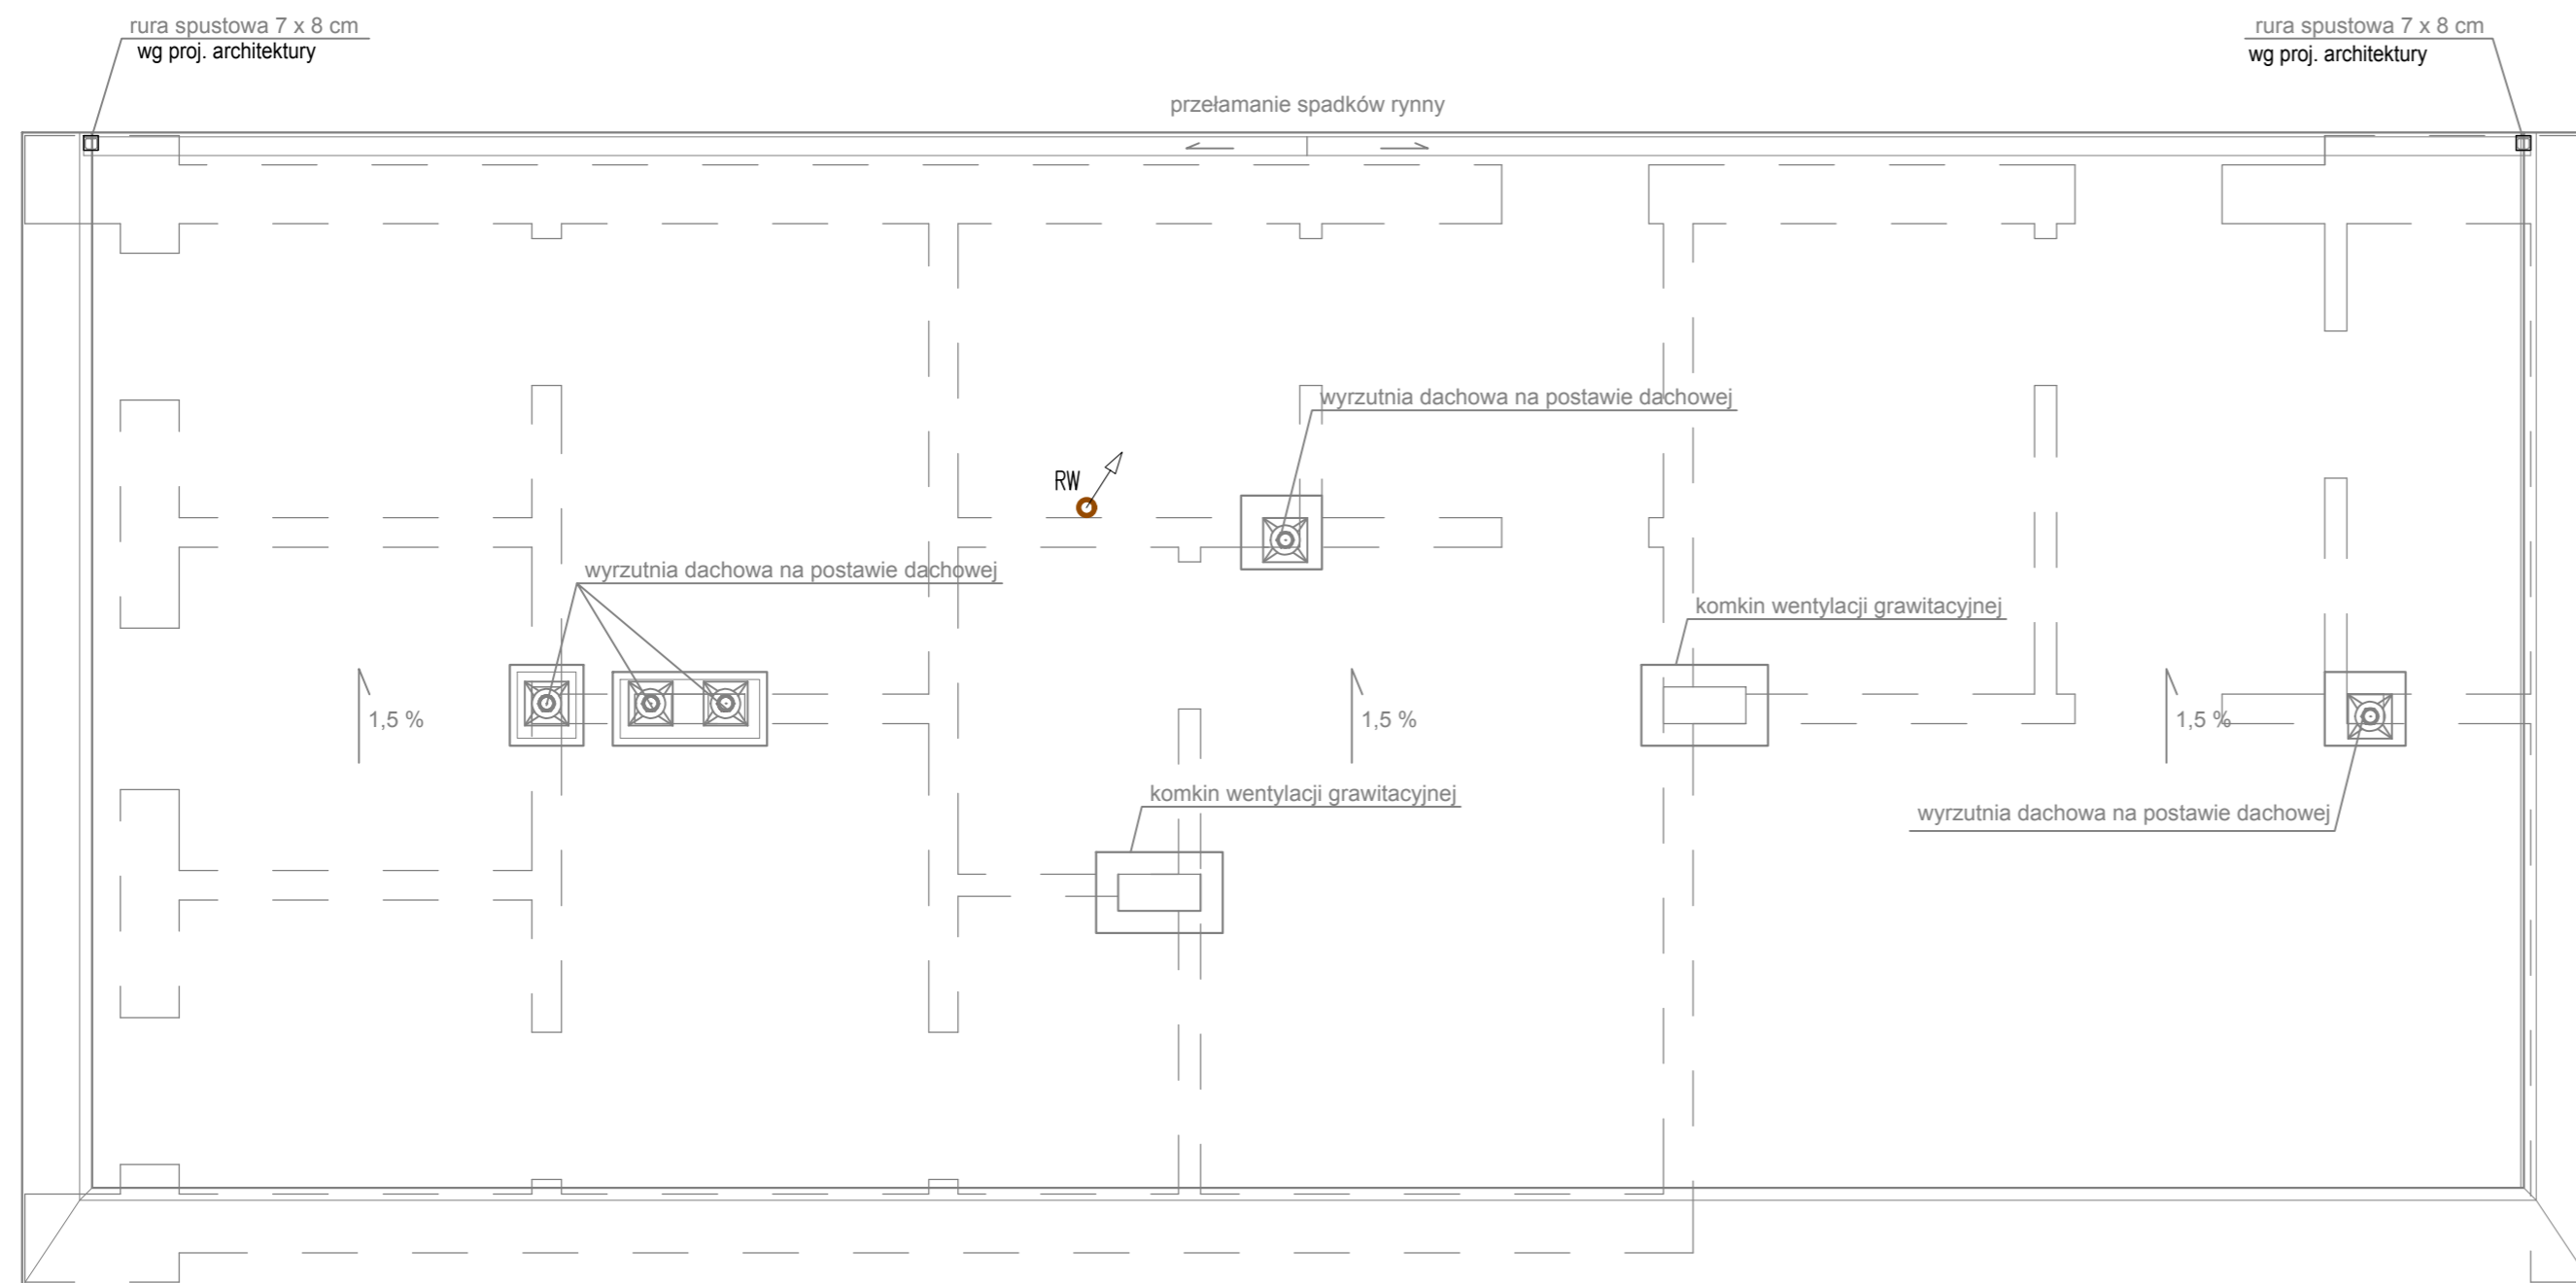 rura spustowa 7 x 8 cm
wg proj. architektury
rura spustowa 7 x 8 cm
wg proj. architektury
przełamanie spadków rynny
wyrzutnia dachowa na postawie dachowej
RW
wyrzutnia dachowa na postawie dachowej
komkin wentylacji grawitacyjnej
1,5 %
1,5 %
1,5 %
komkin wentylacji grawitacyjnej
wyrzutnia dachowa na postawie dachowej